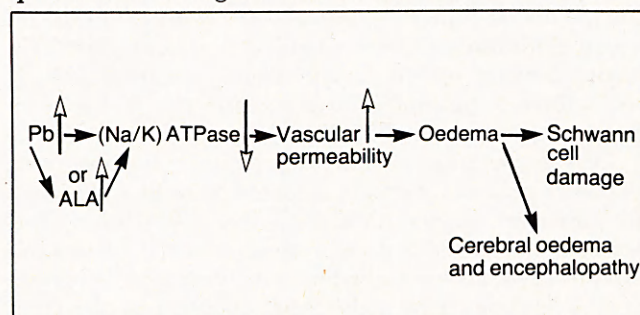 Pb (Na/K) ATPase Vascular permeability Oedema Schwann cell damage
or
ALA
Cerebral oedema
and encephalopathy